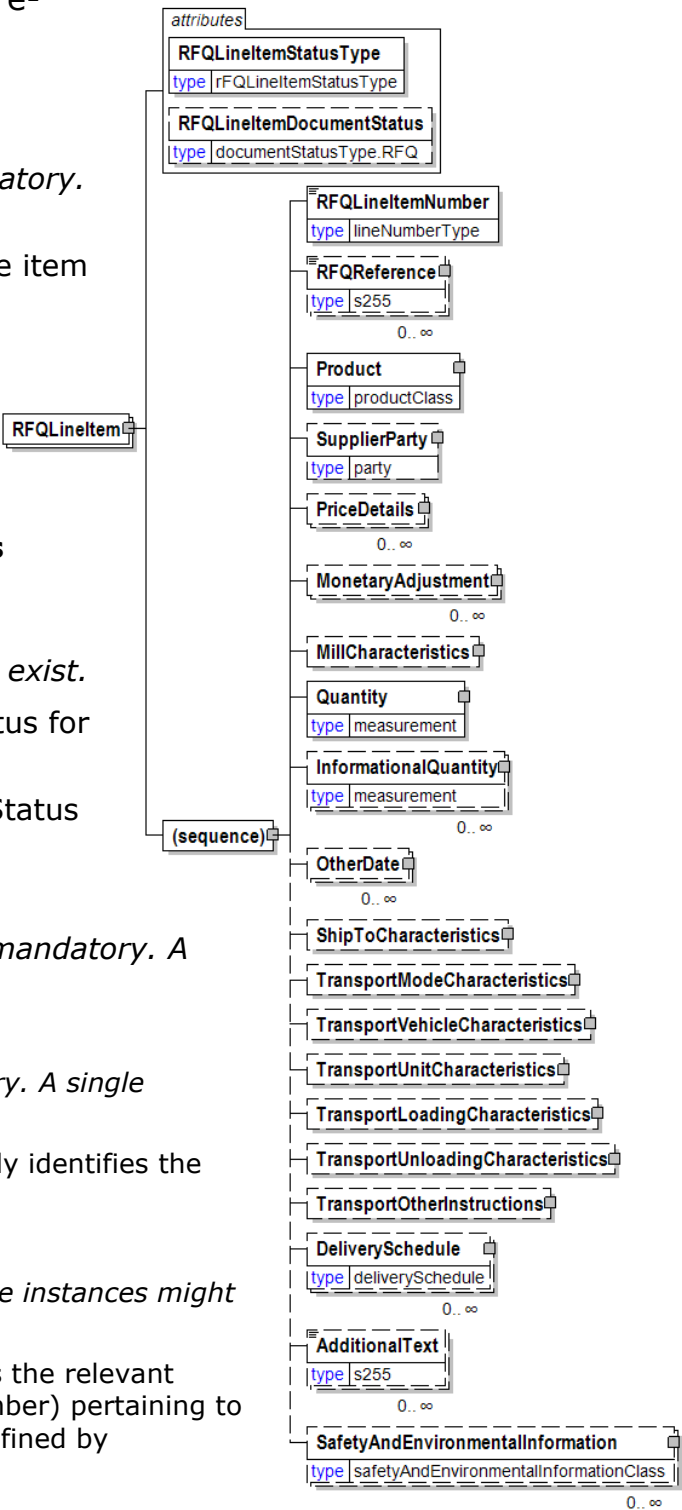 e-
atory.
e item
s
exist.
tus for
Status
mandatory. A
ry. A single
ly identifies the
e instances might
s the relevant
nber) pertaining to
fined by
attributes
RFQLineItemStatusType
type rFQLineItemStatusType
RFQLineItemDocumentStatus
type documentStatusType.RFQ
RFQLineItem
(sequence)
RFQLineItemNumber
type lineNumberType
RFQReference
type s255
0..∞
Product
type productClass
SupplierParty
type party
PriceDetails
0..∞
MonetaryAdjustment
0..∞
MillCharacteristics
Quantity
type measurement
InformationalQuantity
type measurement
0..∞
OtherDate
0..∞
ShipToCharacteristics
TransportModeCharacteristics
TransportVehicleCharacteristics
TransportUnitCharacteristics
TransportLoadingCharacteristics
TransportUnloadingCharacteristics
TransportOtherInstructions
DeliverySchedule
type deliverySchedule
0..∞
AdditionalText
type s255
0..∞
SafetyAndEnvironmentalInformation
type safetyAndEnvironmentalInformationClass
0..∞